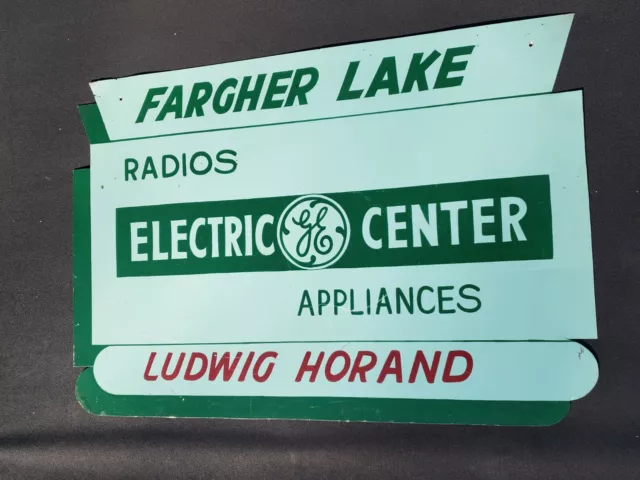 FARGHER LAKE
RADIOS
ELECTRIC GE CENTER
APPLIANCES
LUDWIG HORAND